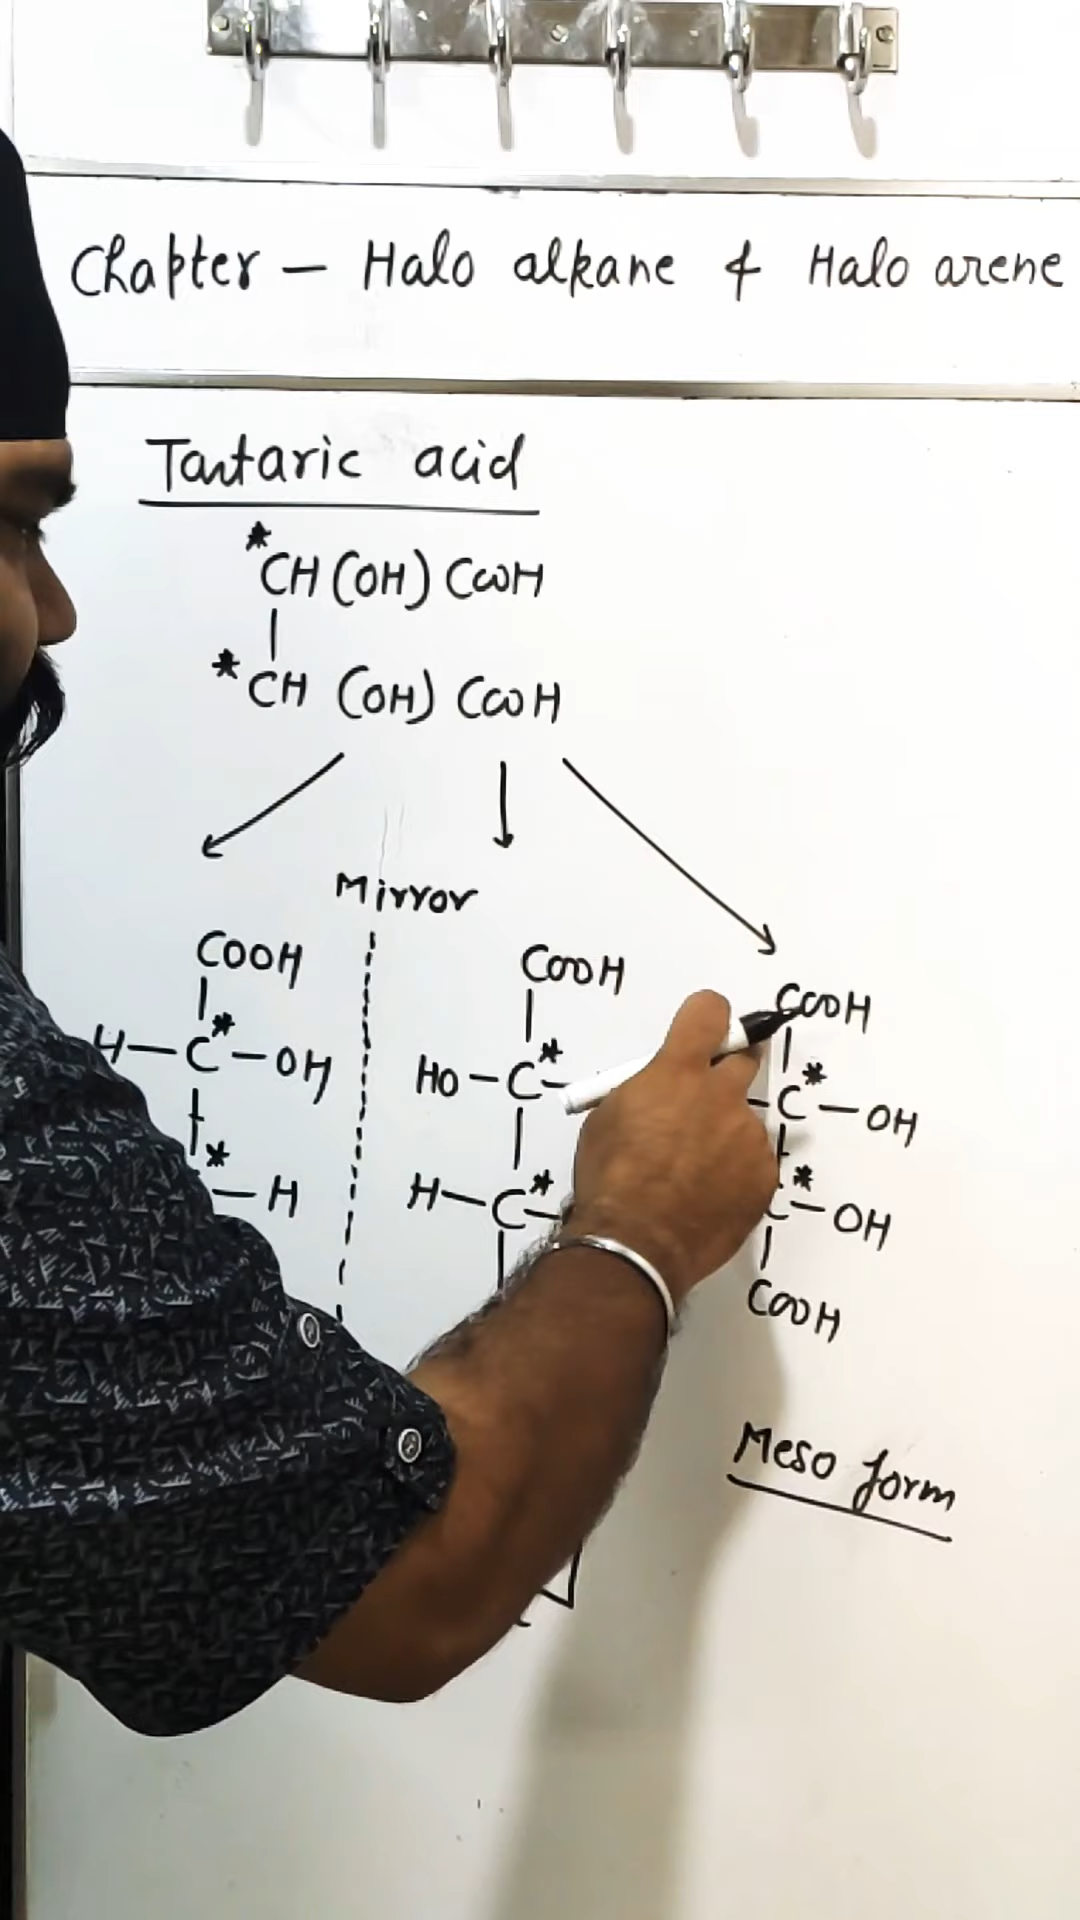 Chapter – Halo alkane & Halo arene
Tartaric acid
*CH (OH) COOH
|
*CH (OH) COOH
Mirror
COOH
|
H–C*–OH
|
*–H
COOH
|
HO–C*–
|
H–C*–
|
COOH
|
–C*–OH
|
C*–OH
|
COOH
Meso form